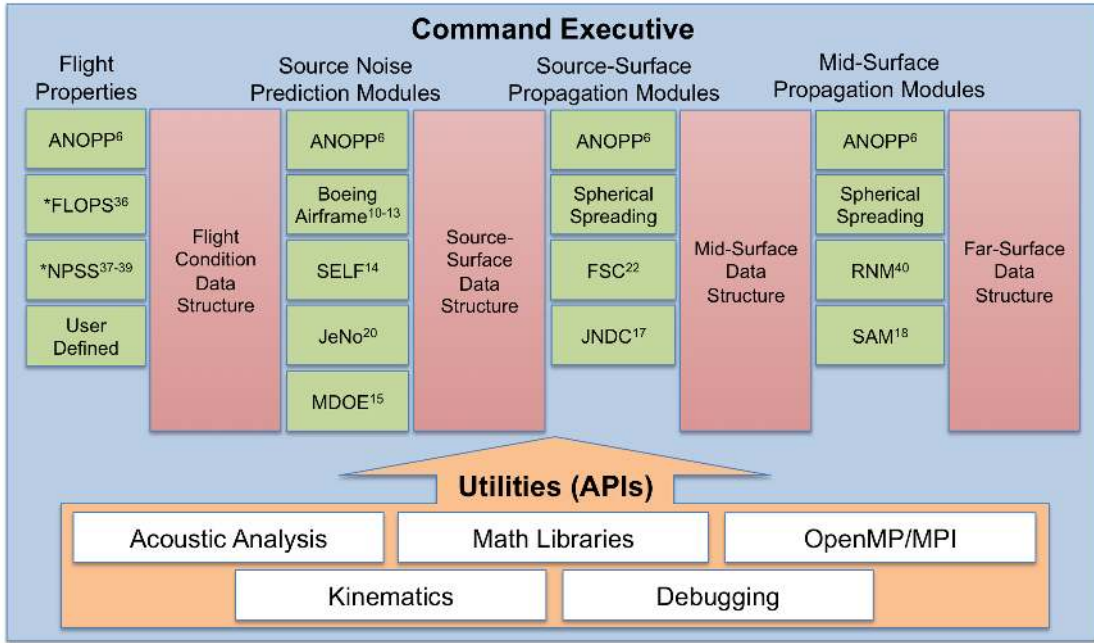 Command Executive
Flight
Properties
Source Noise
Prediction Modules
Source-Surface
Propagation Modules
Mid-Surface
Propagation Modules
ANOPP⁶
*FLOPS³⁶
*NPSS³⁷⁻³⁹
User
Defined
Flight
Condition
Data
Structure
ANOPP⁶
Boeing
Airframe¹⁰⁻¹³
SELF¹⁴
JeNo²⁰
MDOE¹⁵
Source-
Surface
Data
Structure
ANOPP⁶
Spherical
Spreading
FSC²²
JNDC¹⁷
Mid-Surface
Data
Structure
ANOPP⁶
Spherical
Spreading
RNM⁴⁰
SAM¹⁸
Far-Surface
Data
Structure
Utilities (APIs)
Acoustic Analysis
Math Libraries
OpenMP/MPI
Kinematics
Debugging